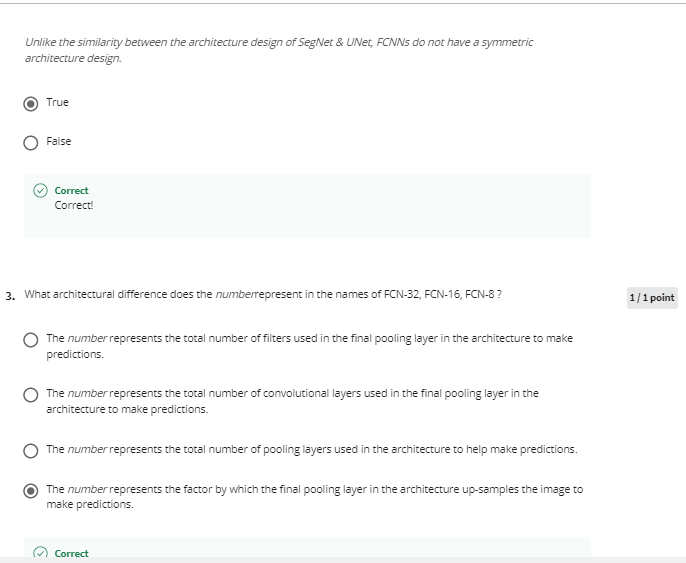 Unlike the similarity between the architecture design of SegNet & UNet, FCNNs do not have a symmetric
architecture design.
True
False
Correct
Correct!
3. What architectural difference does the numberrepresent in the names of FCN-32, FCN-16, FCN-8 ?
1 / 1 point
The number represents the total number of filters used in the final pooling layer in the architecture to make
predictions.
The number represents the total number of convolutional layers used in the final pooling layer in the
architecture to make predictions.
The number represents the total number of pooling layers used in the architecture to help make predictions.
The number represents the factor by which the final pooling layer in the architecture up-samples the image to
make predictions.
Correct